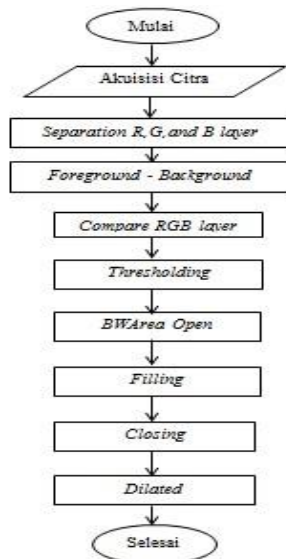 Mulai
Akuisisi Citra
Separation R,G,and B layer
Foreground - Background
Compare RGB layer
Thresholding
BWArea Open
Filling
Closing
Dilated
Selesai